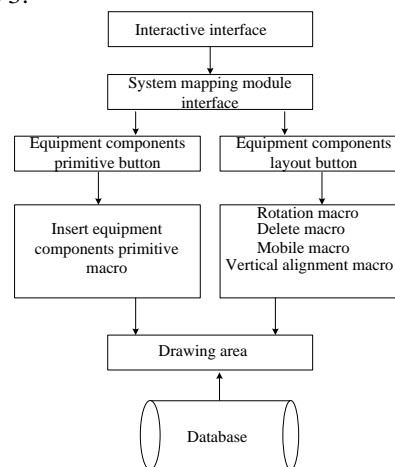 Interactive interface
System mapping module
interface
Equipment components
primitive button
Equipment components
layout button
Insert equipment
components primitive
macro
Rotation macro
Delete macro
Mobile macro
Vertical alignment macro
Drawing area
Database